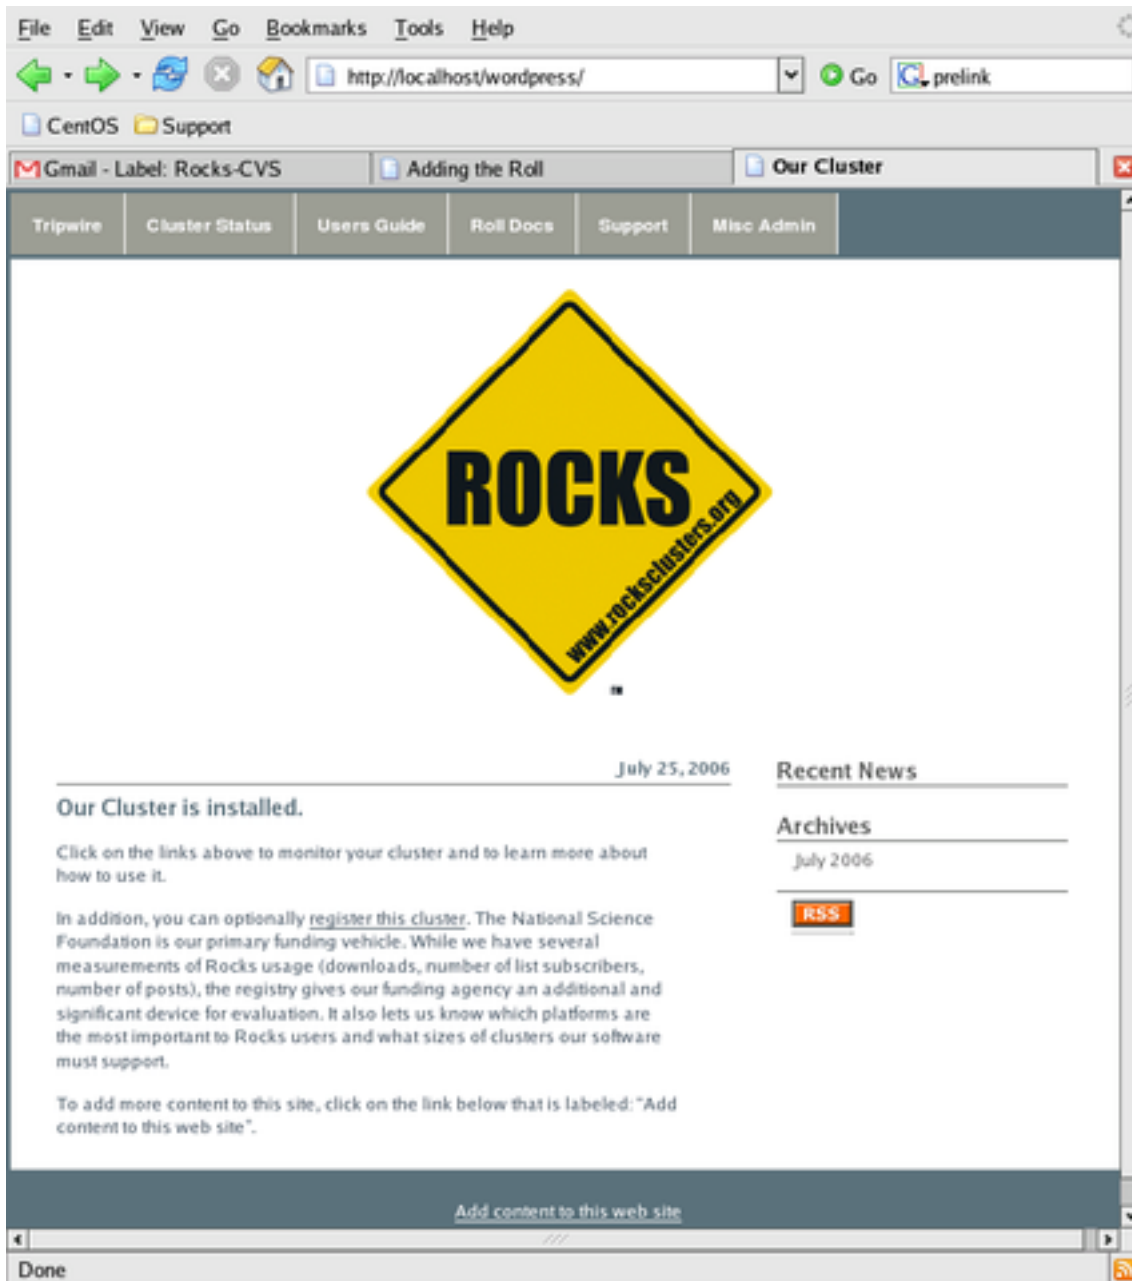 File Edit View Go Bookmarks Tools Help
http://localhost/wordpress/ Go prelink
CentOS Support
Gmail - Label: Rocks-CVS Adding the Roll Our Cluster
Tripwire Cluster Status Users Guide Roll Docs Support Misc Admin
ROCKS
www.rocksclusters.org
TM
July 25, 2006
Our Cluster is installed.
Click on the links above to monitor your cluster and to learn more about
how to use it.
In addition, you can optionally register this cluster. The National Science
Foundation is our primary funding vehicle. While we have several
measurements of Rocks usage (downloads, number of list subscribers,
number of posts), the registry gives our funding agency an additional and
significant device for evaluation. It also lets us know which platforms are
the most important to Rocks users and what sizes of clusters our software
must support.
To add more content to this site, click on the link below that is labeled: "Add
content to this web site".
Recent News
Archives
July 2006
RSS
Add content to this web site
Done